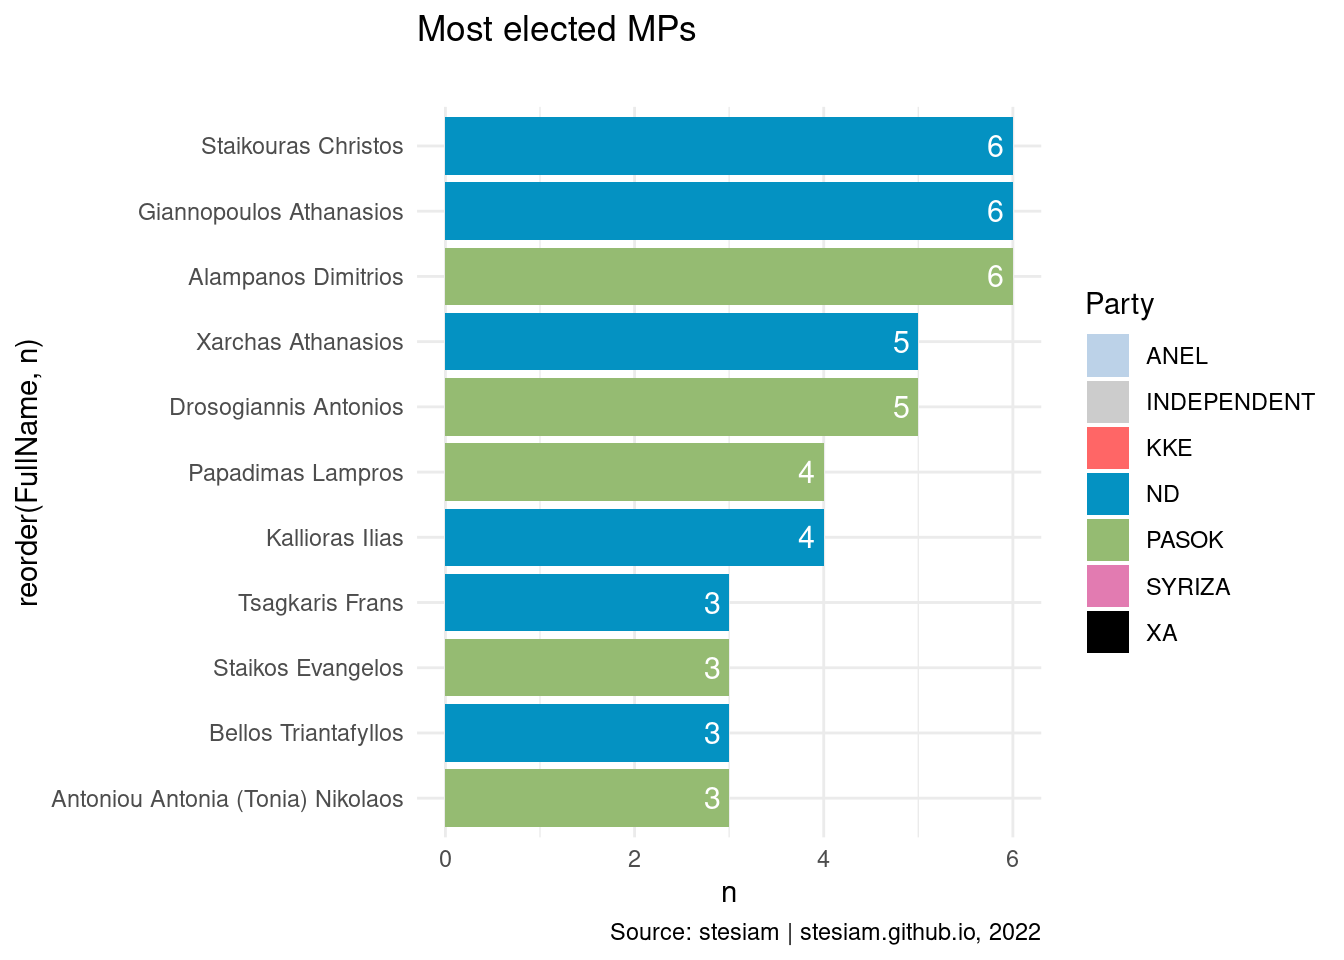 Most elected MPs
reorder(FullName, n)
Staikouras Christos
6
Giannopoulos Athanasios
6
Alampanos Dimitrios
6
Xarchas Athanasios
5
Drosogiannis Antonios
5
Papadimas Lampros
4
Kallioras Ilias
4
Tsagkaris Frans
3
Staikos Evangelos
3
Bellos Triantafyllos
3
Antoniou Antonia (Tonia) Nikolaos
3
0 2 4 6
n
Source: stesiam | stesiam.github.io, 2022
Party
ANEL
INDEPENDENT
KKE
ND
PASOK
SYRIZA
XA